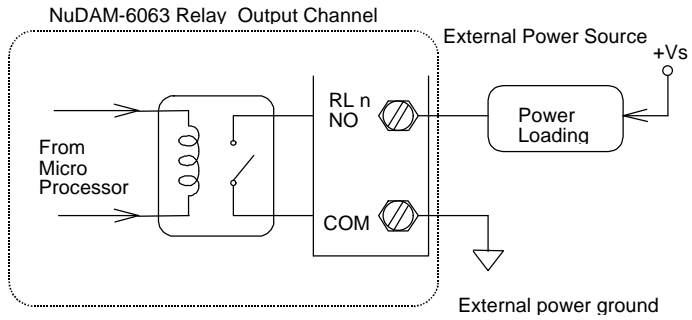 NuDAM-6063 Relay Output Channel
External Power Source
+Vs
RL n
NO
Power
Loading
From
Micro
Processor
COM
External power ground